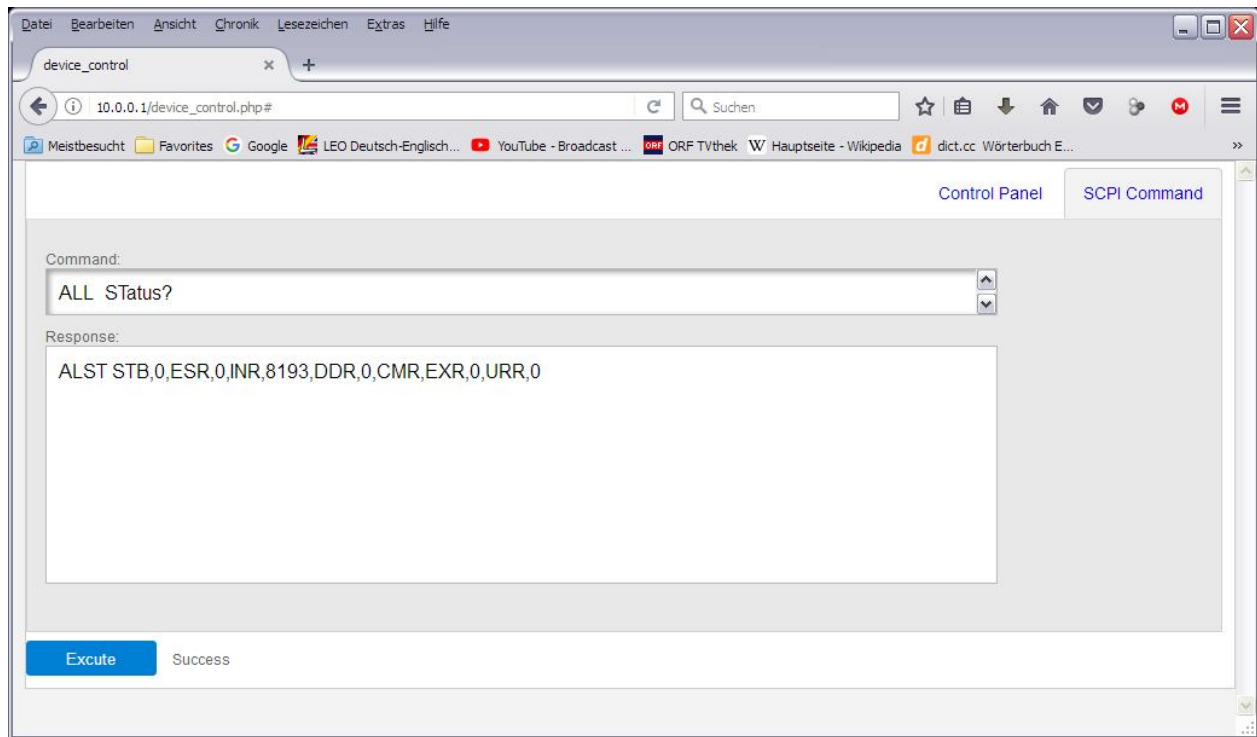 Datei Bearbeiten Ansicht Chronik Lesezeichen Extras Hilfe
device_control
10.0.0.1/device_control.php#
Suchen
Meistbesucht Favorites Google LEO Deutsch-Englisch... YouTube - Broadcast ... ORF TVthek Hauptseite - Wikipedia dict.cc Wörterbuch E...
Control Panel SCPI Command
Command:
ALL STatus?
Response:
ALST STB,0,ESR,0,INR,8193,DDR,0,CMR,EXR,0,URR,0
Excute Success